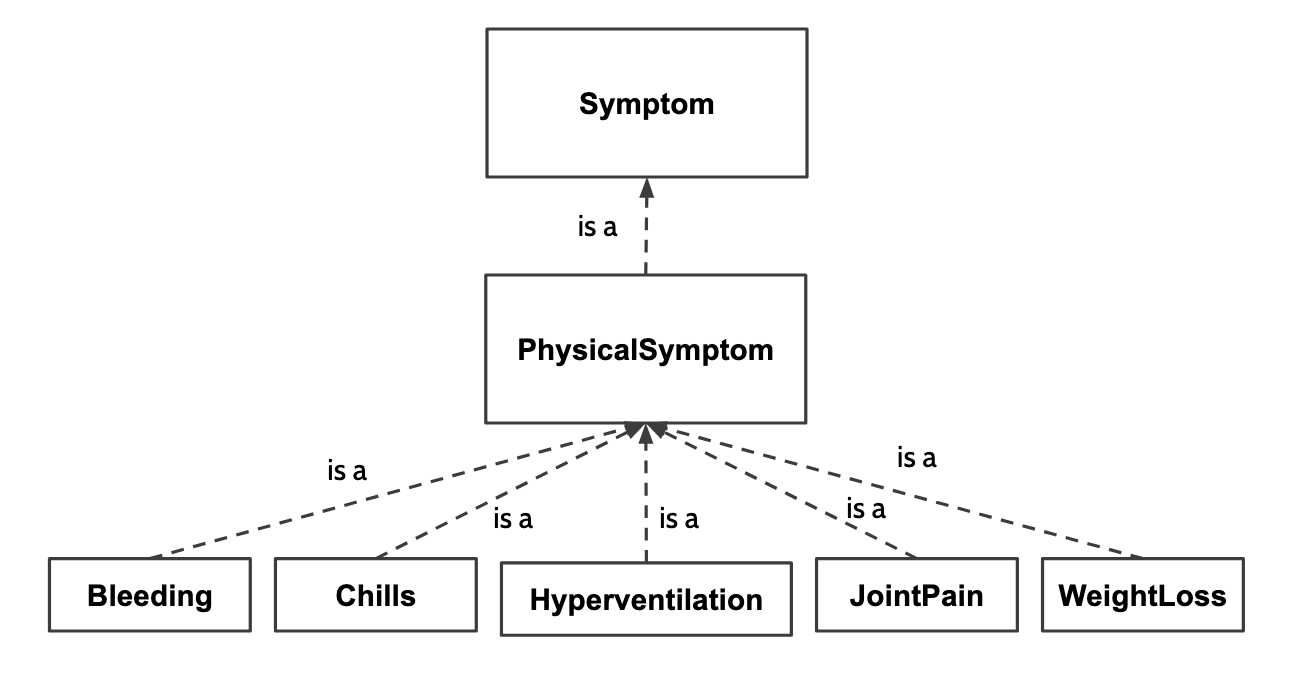 Symptom
is a
PhysicalSymptom
is a
is a
is a
is a
is a
Bleeding
Chills
Hyperventilation
JointPain
WeightLoss